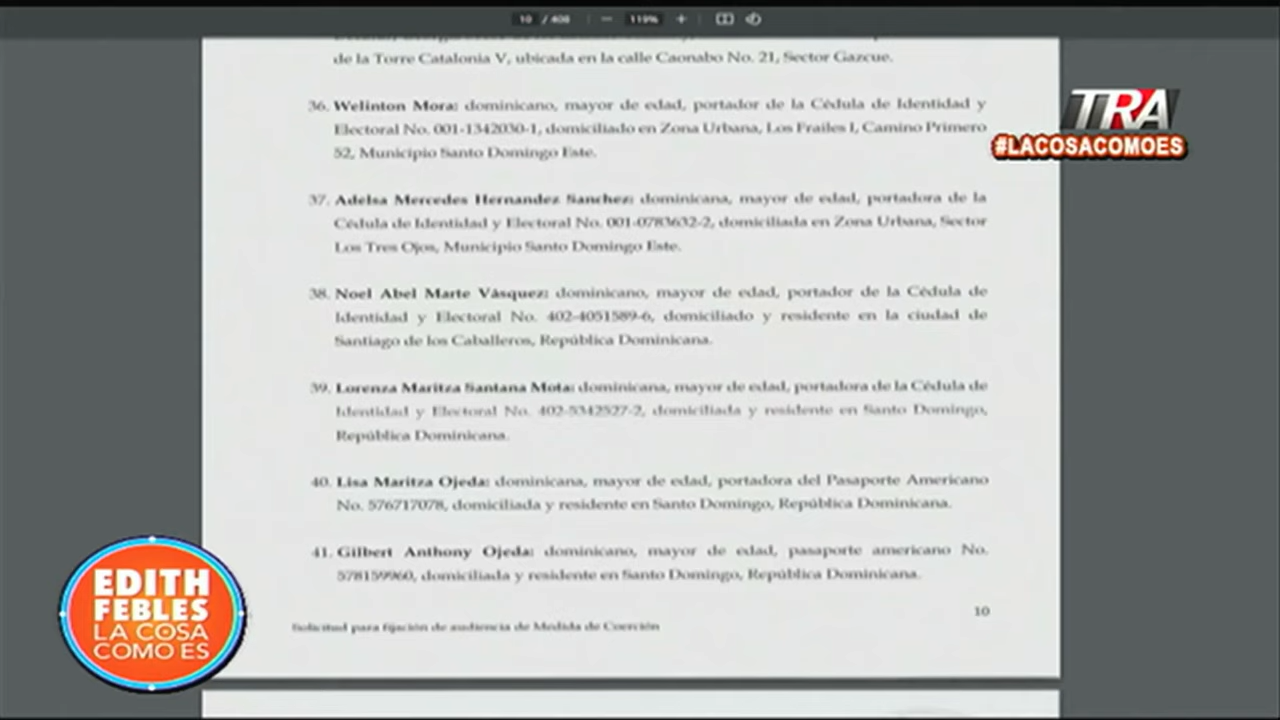 10 / 408 119%
de la Torre Catalonia V, ubicada en la calle Caonabo No. 21, Sector Gazcue.
36. Welinton Mora: dominicano, mayor de edad, portador de la Cédula de Identidad y
Electoral No. 001-1342030-1, domiciliado en Zona Urbana, Los Frailes I, Camino Primero
52, Municipio Santo Domingo Este.
37. Adelsa Mercedes Hernandez Sanchez: dominicana, mayor de edad, portadora de la
Cédula de Identidad y Electoral No. 001-0783632-2, domiciliada en Zona Urbana, Sector
Los Tres Ojos, Municipio Santo Domingo Este.
38. Noel Abel Marte Vásquez: dominicano, mayor de edad, portador de la Cédula de
Identidad y Electoral No. 402-4051589-6, domiciliado y residente en la ciudad de
Santiago de los Caballeros, República Dominicana.
39. Lorenza Maritza Santana Mota: dominicana, mayor de edad, portadora de la Cédula de
Identidad y Electoral No. 402-5342527-2, domiciliada y residente en Santo Domingo,
República Dominicana.
40. Lisa Maritza Ojeda: dominicana, mayor de edad, portadora del Pasaporte Americano
No. 576717078, domiciliada y residente en Santo Domingo, República Dominicana.
41. Gilbert Anthony Ojeda: dominicano, mayor de edad, pasaporte americano No.
578159960, domiciliada y residente en Santo Domingo, República Dominicana.
10
Solicitud para fijación de audiencia de Medida de Coerción
TRA
#LACOSACOMOES
EDITH
FEBLES
LA COSA
COMO ES